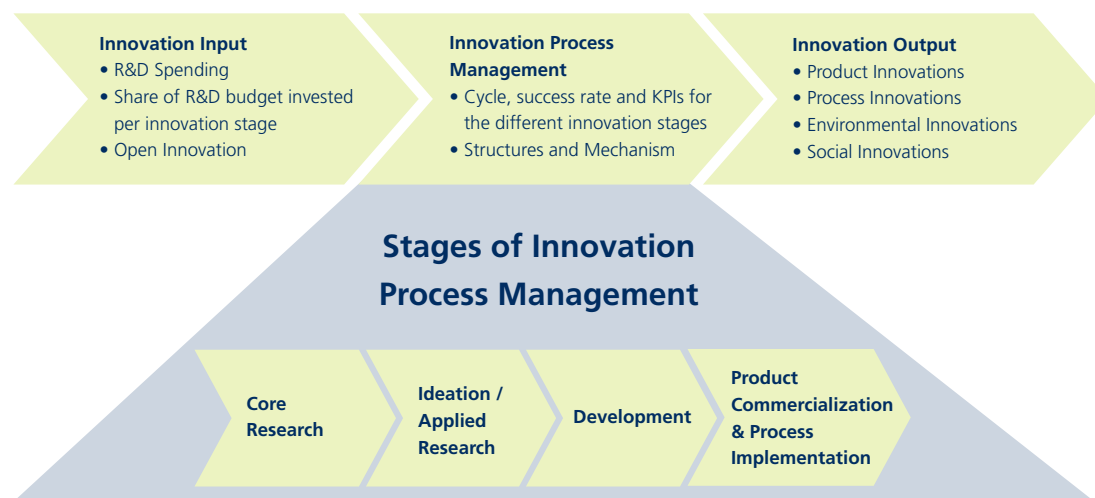 Innovation Input
• R&D Spending
• Share of R&D budget invested
per innovation stage
• Open Innovation
Innovation Process
Management
• Cycle, success rate and KPIs for
the different innovation stages
• Structures and Mechanism
Innovation Output
• Product Innovations
• Process Innovations
• Environmental Innovations
• Social Innovations
Stages of Innovation
Process Management
Core
Research
Ideation /
Applied
Research
Development
Product
Commercialization
& Process
Implementation